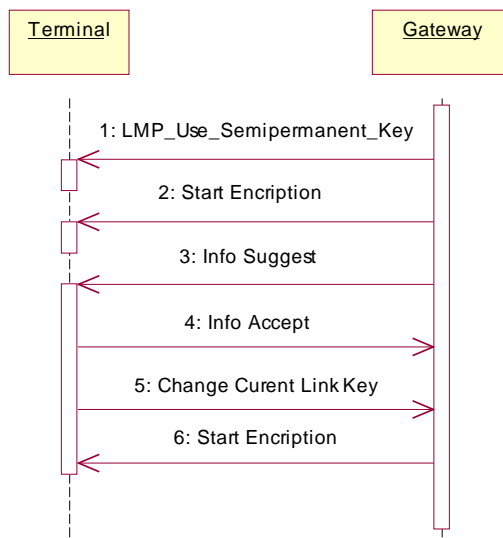 Terminal
Gateway
1: LMP_Use_Semipermanent_Key
2: Start Encription
3: Info Suggest
4: Info Accept
5: Change Curent Link Key
6: Start Encription